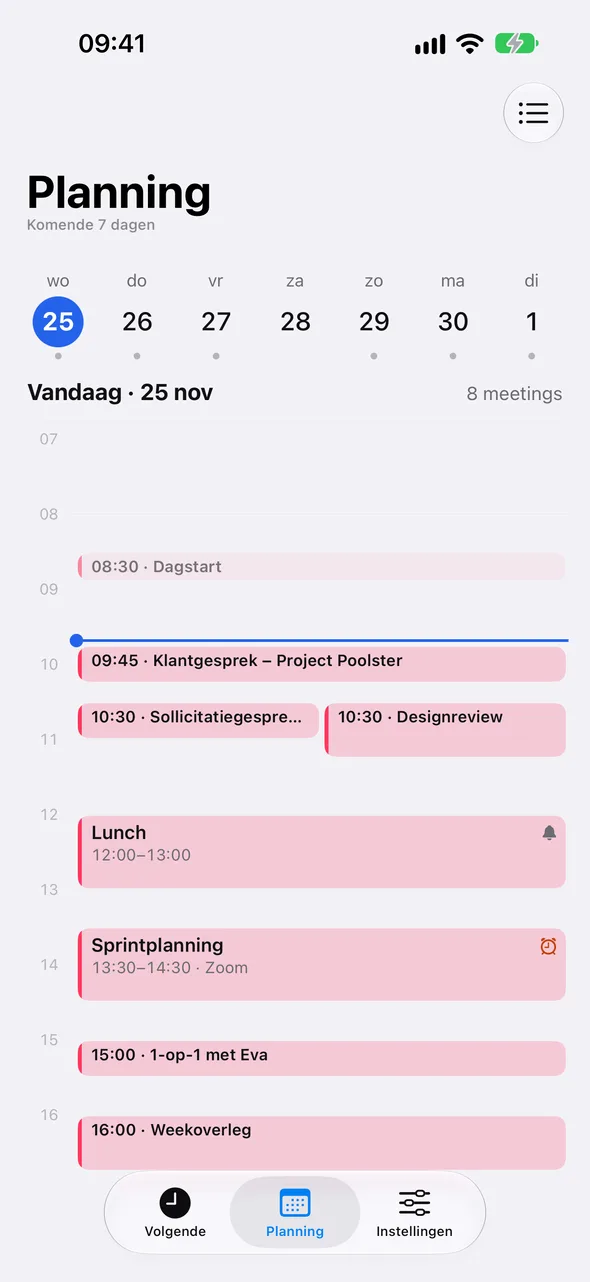 09:41
Planning
Komende 7 dagen
wo do vr za zo ma di
25 26 27 28 29 30 1
Vandaag · 25 nov 8 meetings
07
08
08:30 · Dagstart
09
09:45 · Klantgesprek – Project Poolster
10
10:30 · Sollicitatiegespre... 10:30 · Designreview
11
12
Lunch
12:00–13:00
13
Sprintplanning
14 13:30–14:30 · Zoom
15
15:00 · 1-op-1 met Eva
16
16:00 · Weekoverleg
Volgende Planning Instellingen